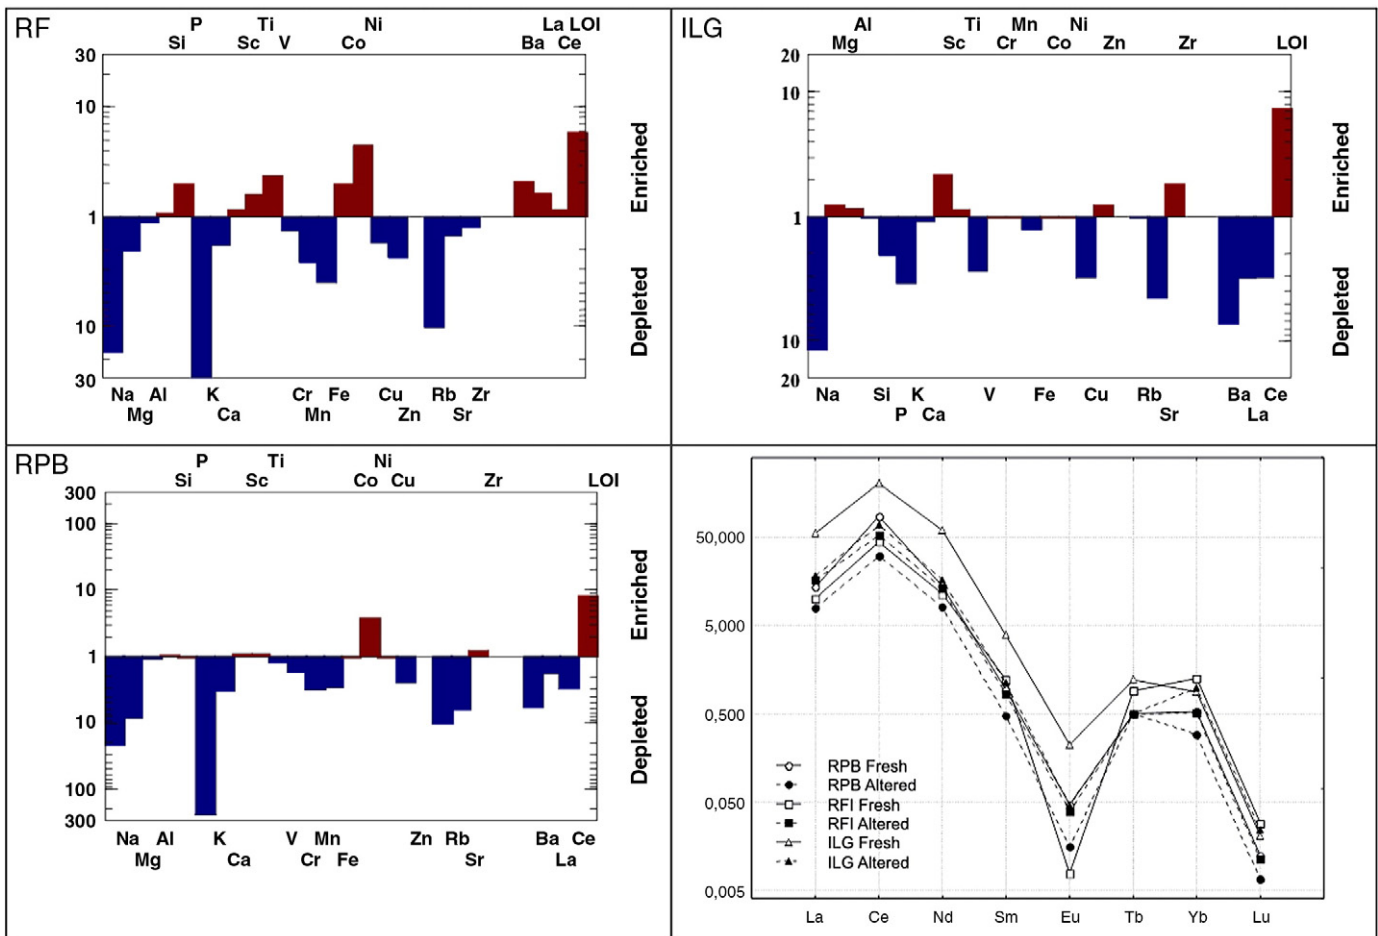 RF
P Ti Ni La LOI
Si Sc V Co Ba Ce
30
10
1
10
30
Enriched
Depleted
Na Al K Cr Fe Cu Rb Zr
Mg Ca Mn Zn Sr
ILG
Al Ti Mn Ni
Mg Sc Cr Co Zn Zr LOI
20
10
1
10
20
Enriched
Depleted
Na Si K V Fe Cu Rb Ba Ce
P Ca Sr La
RPB
P Ti Ni
Si Sc Co Cu Zr LOI
300
100
10
1
10
100
300
Enriched
Depleted
Na Al K V Mn Zn Rb Ba Ce
Mg Ca Cr Fe Sr La
50,000
5,000
0,500
0,050
0,005
RPB Fresh
RPB Altered
RFI Fresh
RFI Altered
ILG Fresh
ILG Altered
La Ce Nd Sm Eu Tb Yb Lu